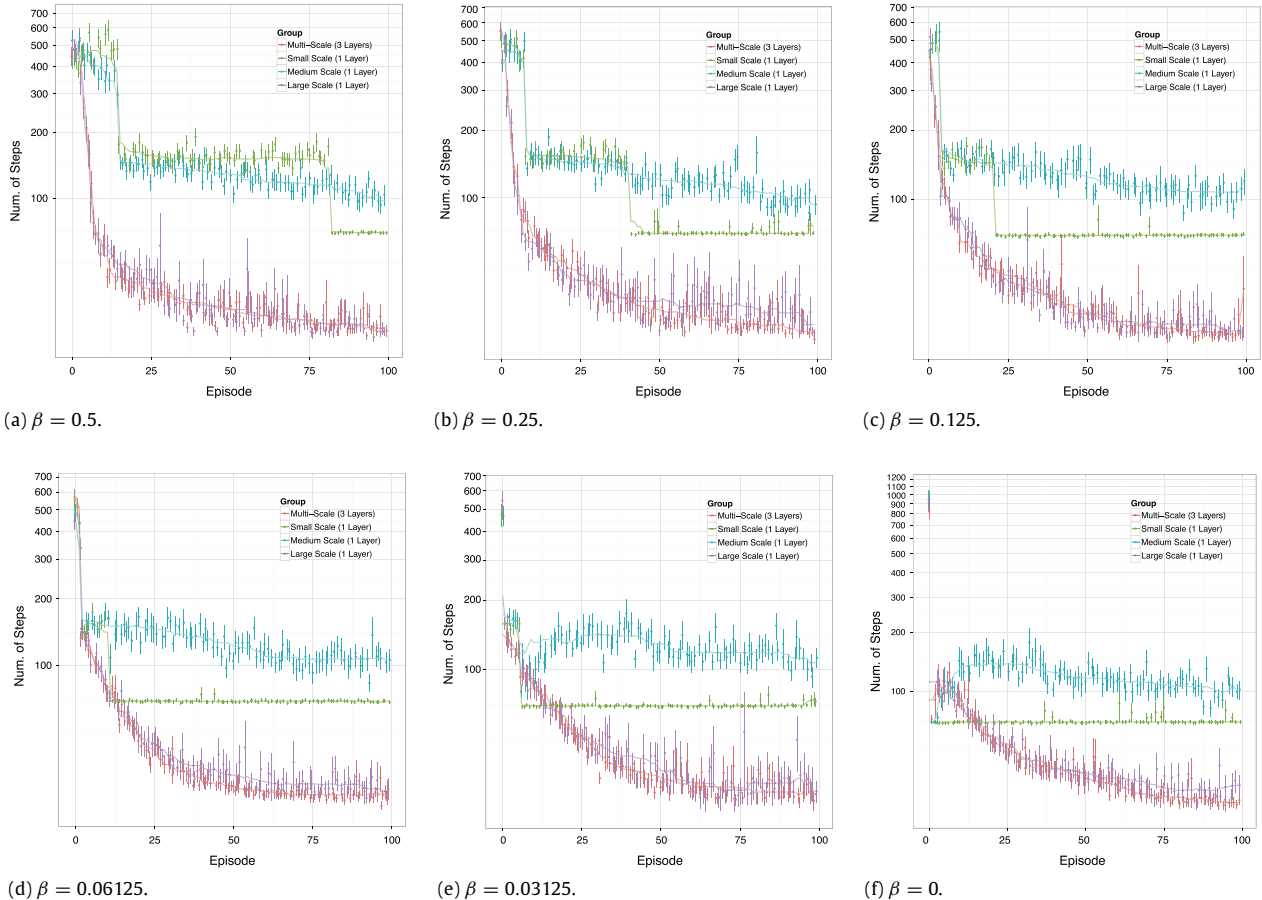 700
600
500
400
300
200
100
Num. of Steps
0
25
50
75
100
Episode
Group
Multi−Scale (3 Layers)
Small Scale (1 Layer)
Medium Scale (1 Layer)
Large Scale (1 Layer)
(a) β = 0.5.
700
600
500
400
300
200
100
Num. of Steps
0
25
50
75
100
Episode
Group
Multi−Scale (3 Layers)
Small Scale (1 Layer)
Medium Scale (1 Layer)
Large Scale (1 Layer)
(b) β = 0.25.
700
600
500
400
300
200
100
Num. of Steps
0
25
50
75
100
Episode
Group
Multi−Scale (3 Layers)
Small Scale (1 Layer)
Medium Scale (1 Layer)
Large Scale (1 Layer)
(c) β = 0.125.
700
600
500
400
300
200
100
Num. of Steps
0
25
50
75
100
Episode
Group
Multi−Scale (3 Layers)
Small Scale (1 Layer)
Medium Scale (1 Layer)
Large Scale (1 Layer)
(d) β = 0.06125.
700
600
500
400
300
200
100
Num. of Steps
0
25
50
75
100
Episode
Group
Multi−Scale (3 Layers)
Small Scale (1 Layer)
Medium Scale (1 Layer)
Large Scale (1 Layer)
(e) β = 0.03125.
1200
1100
1000
900
800
700
600
500
400
300
200
100
Num. of Steps
0
25
50
75
100
Episode
Group
Multi−Scale (3 Layers)
Small Scale (1 Layer)
Medium Scale (1 Layer)
Large Scale (1 Layer)
(f) β = 0.